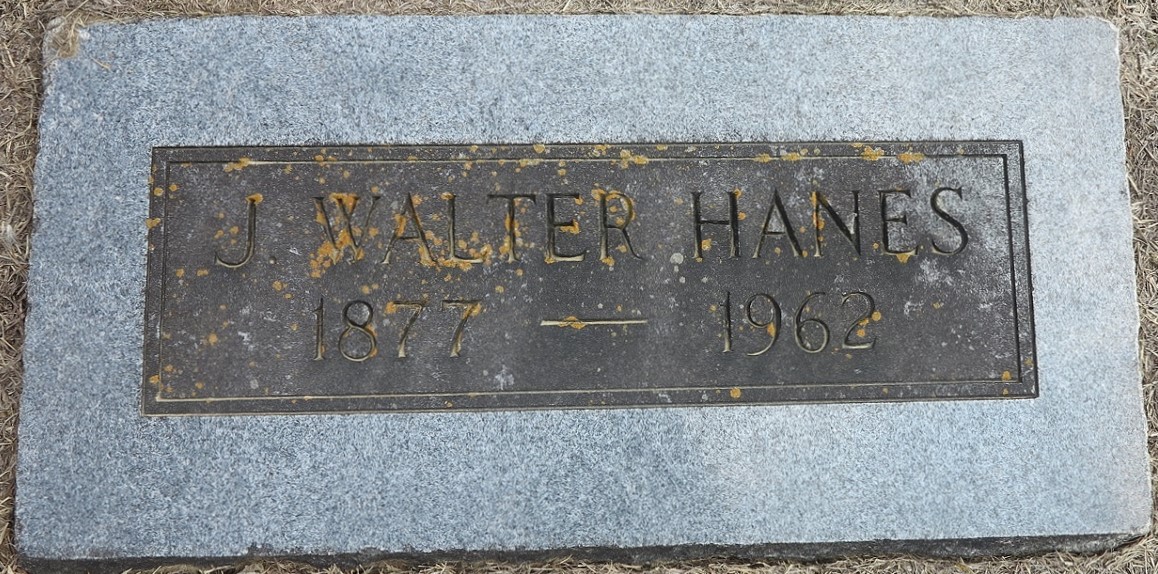 J. WALTER HANES
1877 — 1962